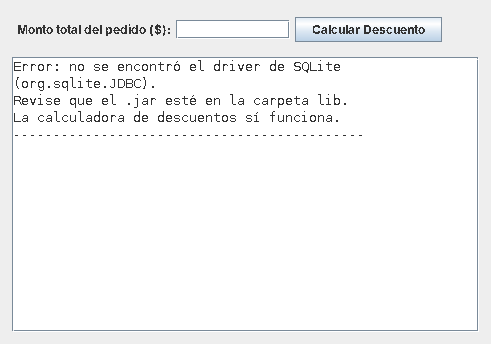 Monto total del pedido ($): Calcular Descuento
Error: no se encontró el driver de SQLite
(org.sqlite.JDBC).
Revise que el .jar esté en la carpeta lib.
La calculadora de descuentos sí funciona.
--------------------------------------------